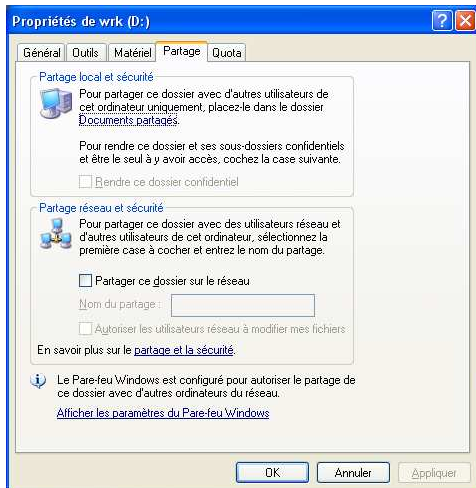 Propriétés de wrk (D:)
Général Outils Matériel Partage Quota
Partage local et sécurité
Pour partager ce dossier avec d'autres utilisateurs de
cet ordinateur uniquement, placez-le dans le dossier
Documents partagés.
Pour rendre ce dossier et ses sous-dossiers confidentiels
et être le seul à y avoir accès, cochez la case suivante.
Rendre ce dossier confidentiel
Partage réseau et sécurité
Pour partager ce dossier avec des utilisateurs réseau et
d'autres utilisateurs de cet ordinateur, sélectionnez la
première case à cocher et entrez le nom du partage.
Partager ce dossier sur le réseau
Nom du partage :
Autoriser les utilisateurs réseau à modifier mes fichiers
En savoir plus sur le partage et la sécurité.
Le Pare-feu Windows est configuré pour autoriser le partage de
ce dossier avec d'autres ordinateurs du réseau.
Afficher les paramètres du Pare-feu Windows
OK Annuler Appliquer